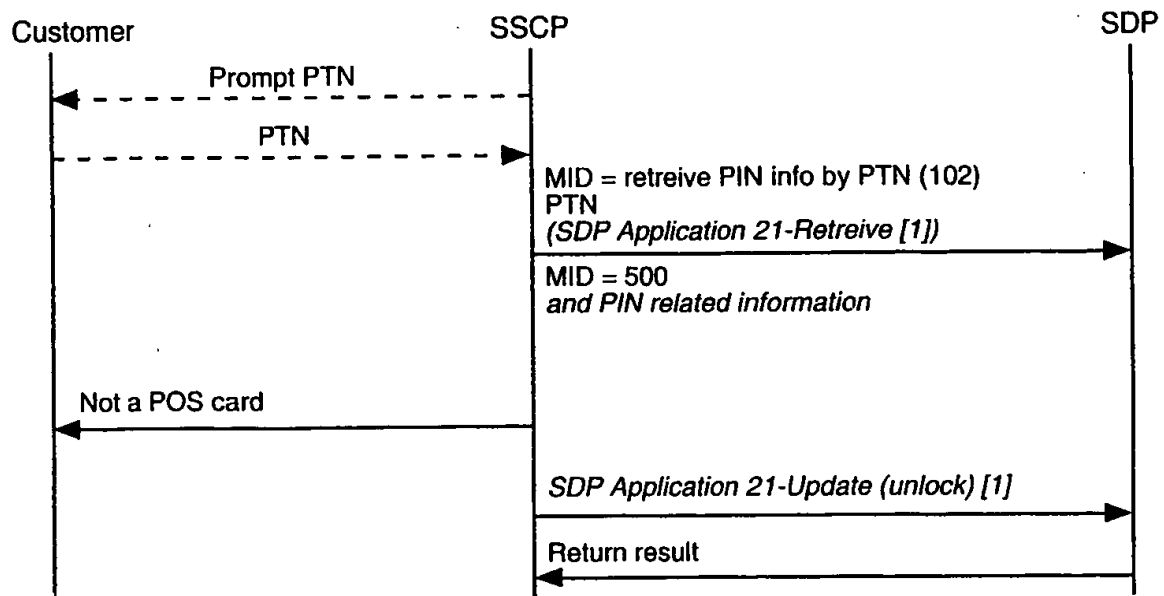 Customer
SSCP
SDP
Prompt PTN
PTN
MID = retreive PIN info by PTN (102)
PTN
(SDP Application 21-Retreive [1])
MID = 500
and PIN related information
Not a POS card
SDP Application 21-Update (unlock) [1]
Return result